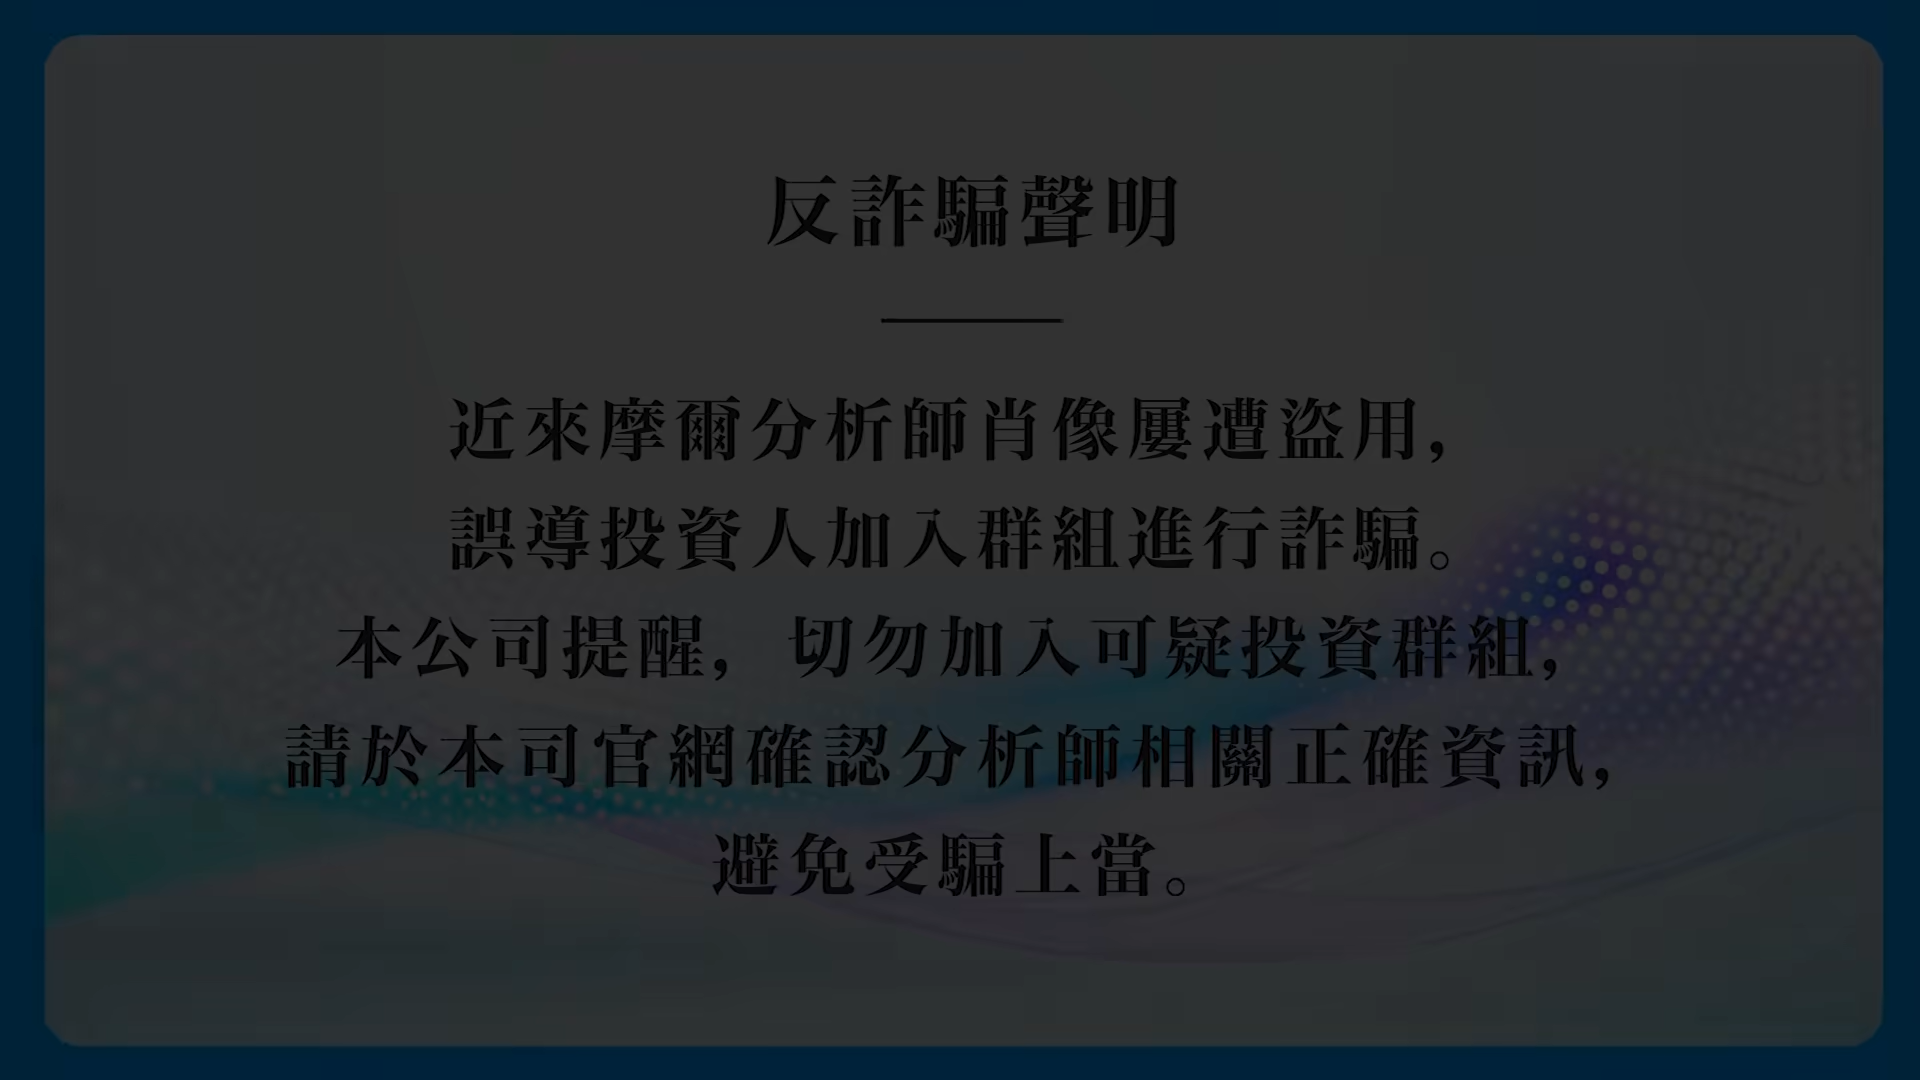 反詐騙聲明
近來摩爾分析師肖像屢遭盜用，
誤導投資人加入群組進行詐騙。
本公司提醒，切勿加入可疑投資群組，
請於本司官網確認分析師相關正確資訊，
避免受騙上當。